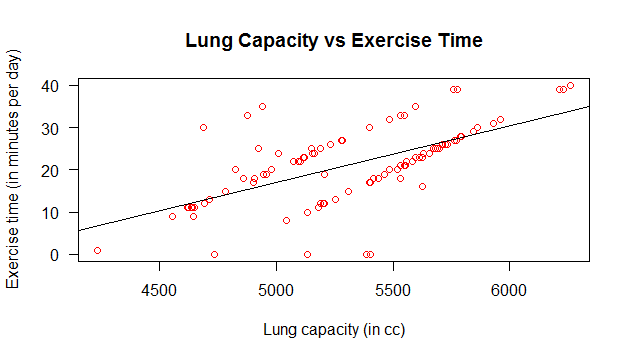 Lung Capacity vs Exercise Time
Exercise time (in minutes per day)
40
30
20
10
0
4500 5000 5500 6000
Lung capacity (in cc)